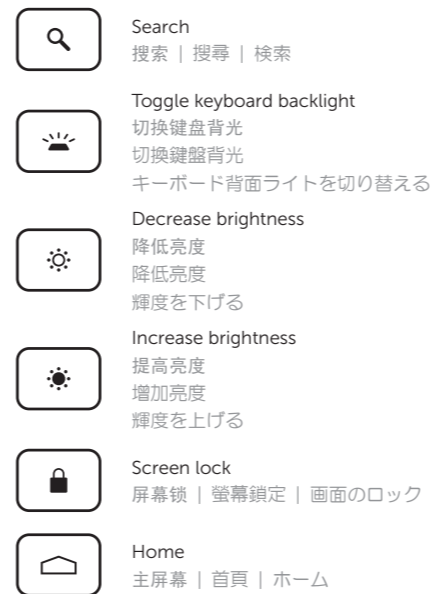 Search
搜索 | 搜尋 | 検索
Toggle keyboard backlight
切换键盘背光
切換鍵盤背光
キーボード背面ライトを切り替える
Decrease brightness
降低亮度
降低亮度
輝度を下げる
Increase brightness
提高亮度
增加亮度
輝度を上げる
Screen lock
屏幕锁 | 螢幕鎖定 | 画面のロック
Home
主屏幕 | 首頁 | ホーム